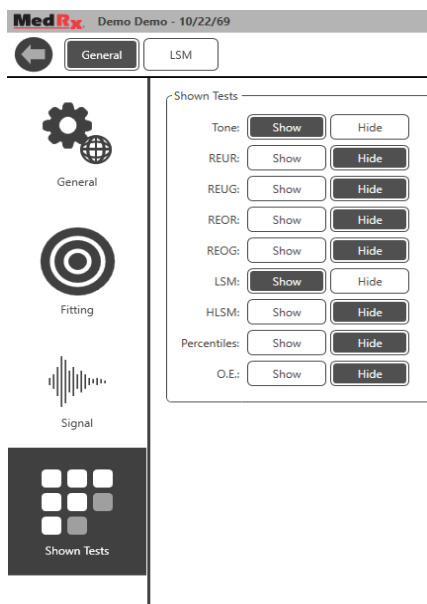 MedRx. Demo Demo - 10/22/69
General LSM
General
Fitting
Signal
Shown Tests
Shown Tests
Tone: Show Hide
REUR: Show Hide
REUG: Show Hide
REOR: Show Hide
REOG: Show Hide
LSM: Show Hide
HLSM: Show Hide
Percentiles: Show Hide
O.E.: Show Hide